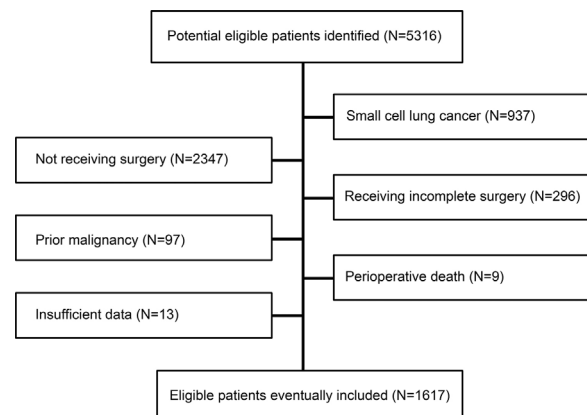 Potential eligible patients identified (N=5316)
Small cell lung cancer (N=937)
Not receiving surgery (N=2347)
Receiving incomplete surgery (N=296)
Prior malignancy (N=97)
Perioperative death (N=9)
Insufficient data (N=13)
Eligible patients eventually included (N=1617)